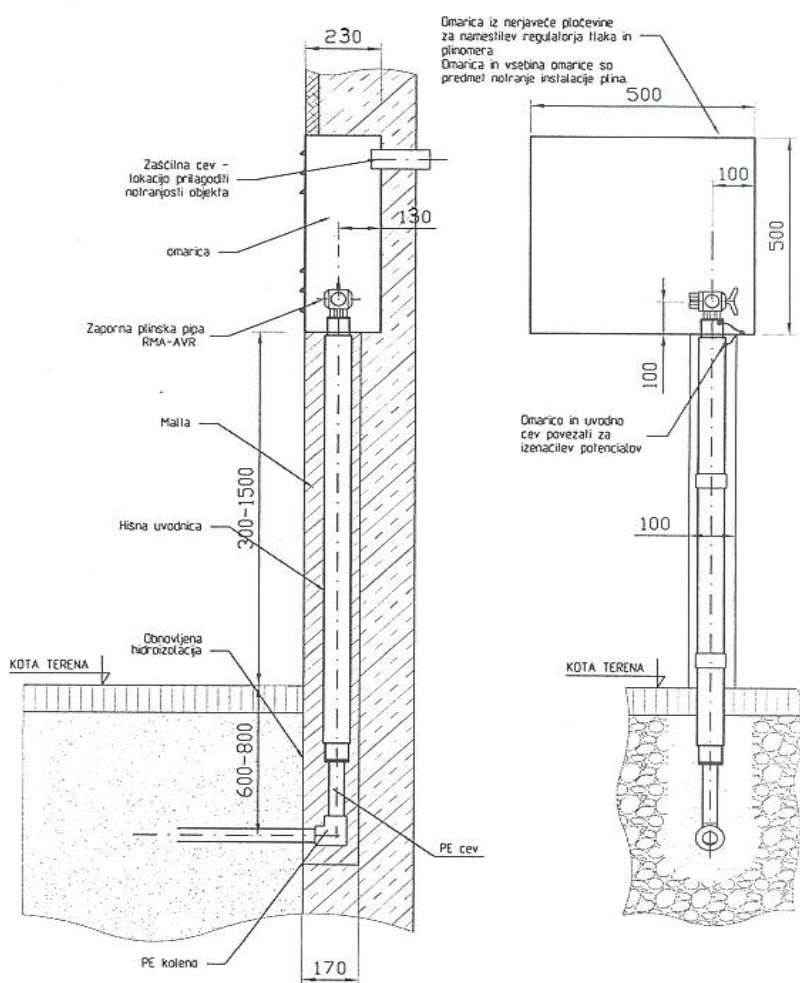 Omarica iz nerjaveče pločevine
za namestitev regulatorja tlaka in
plinomera
Omarica in vsebina omarice so
predmet notranje instalacije plina.
230
500
Zaščitna cev -
lokacijo prilagoditi
notranjosti objekta
100
130
500
omarica
Zaporna plinska pipa
RMA-AVR
100
Malta
Omarico in uvodno
cev povezati za
izenačitev potencialov
300-1500
Hišna uvodnica
100
Obnovljena
hidroizolacija
KOTA TERENA
KOTA TERENA
600-800
PE cev
PE koleno
170